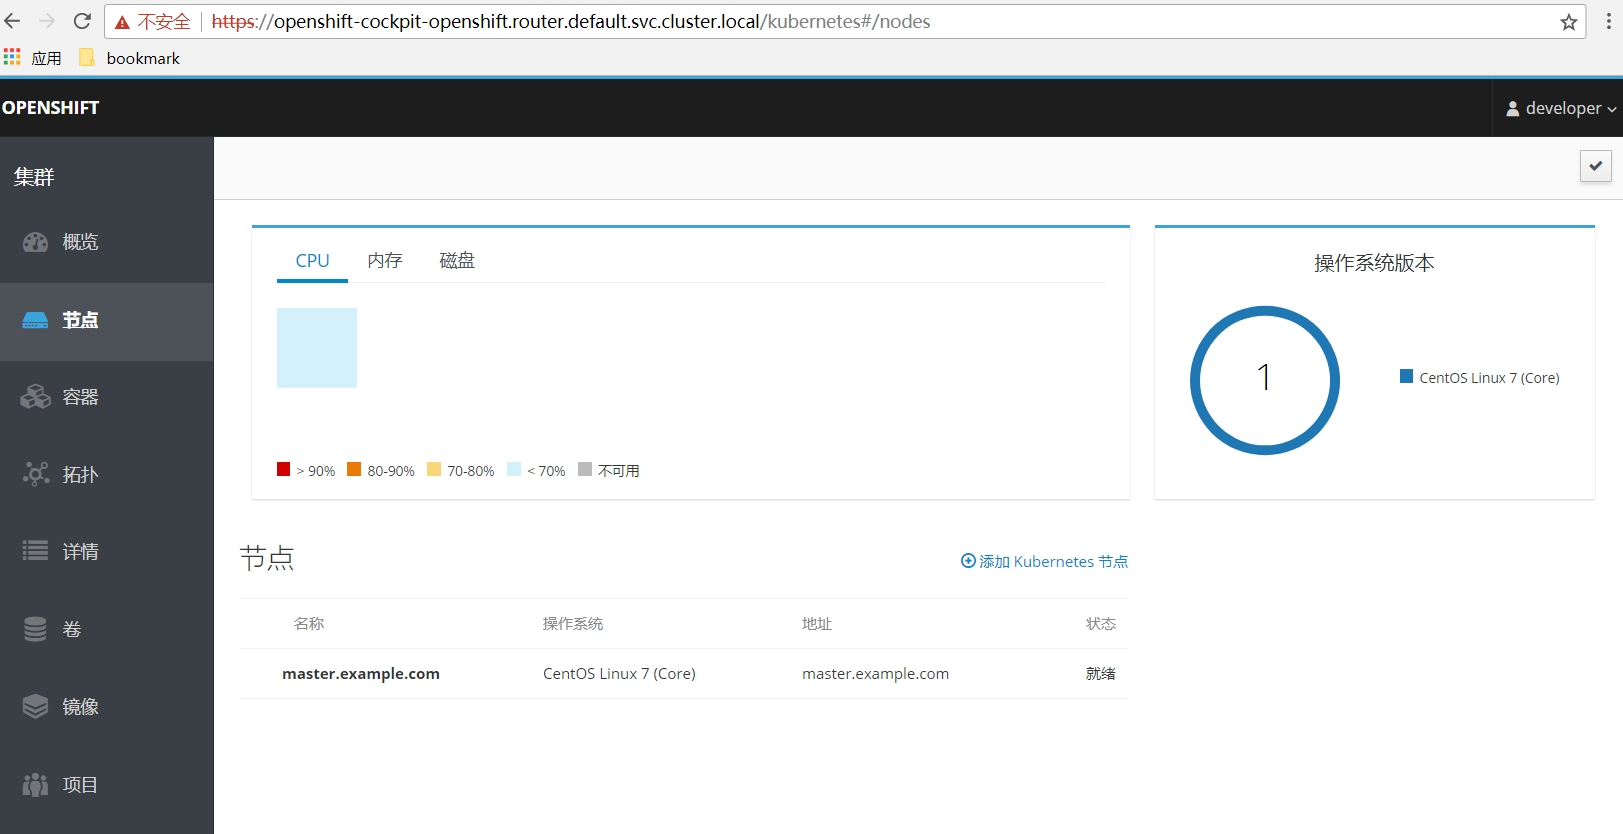 不安全 https://openshift-cockpit-openshift.router.default.svc.cluster.local/kubernetes#/nodes
应用 bookmark
OPENSHIFT developer
集群
概览
节点
容器
拓扑
详情
卷
镜像
项目
CPU 内存 磁盘
> 90% 80-90% 70-80% < 70% 不可用
操作系统版本
1
CentOS Linux 7 (Core)
节点 添加 Kubernetes 节点
名称 操作系统 地址 状态
master.example.com CentOS Linux 7 (Core) master.example.com 就绪